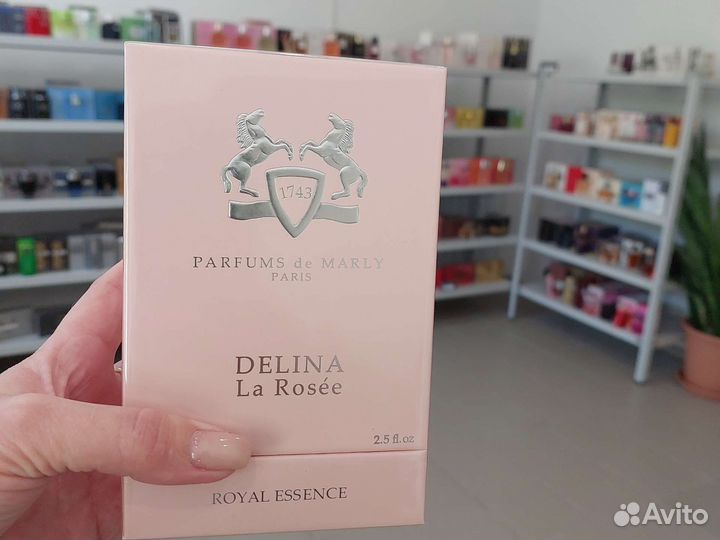 1743
PARFUMS de MARLY
PARIS
DELINA
La Rosée
2.5 fl.oz
ROYAL ESSENCE
Avito